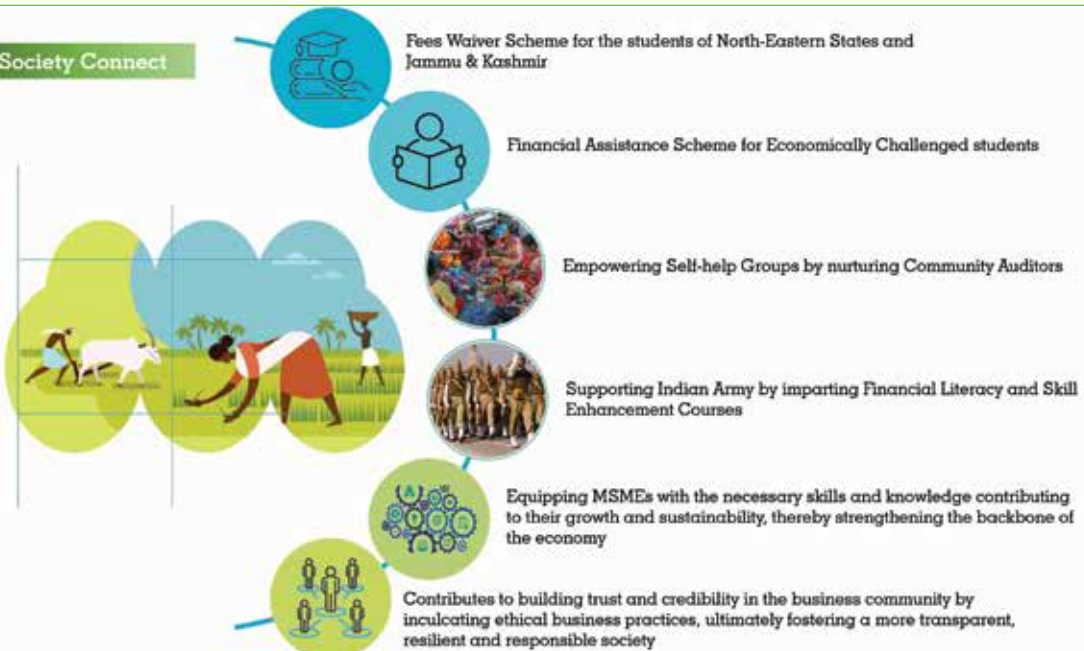 Society Connect
Fees Waiver Scheme for the students of North-Eastern States and
Jammu & Kashmir
Financial Assistance Scheme for Economically Challenged students
Empowering Self-help Groups by nurturing Community Auditors
Supporting Indian Army by imparting Financial Literacy and Skill
Enhancement Courses
Equipping MSMEs with the necessary skills and knowledge contributing
to their growth and sustainability, thereby strengthening the backbone of
the economy
Contributes to building trust and credibility in the business community by
inculcating ethical business practices, ultimately fostering a more transparent,
resilient and responsible society